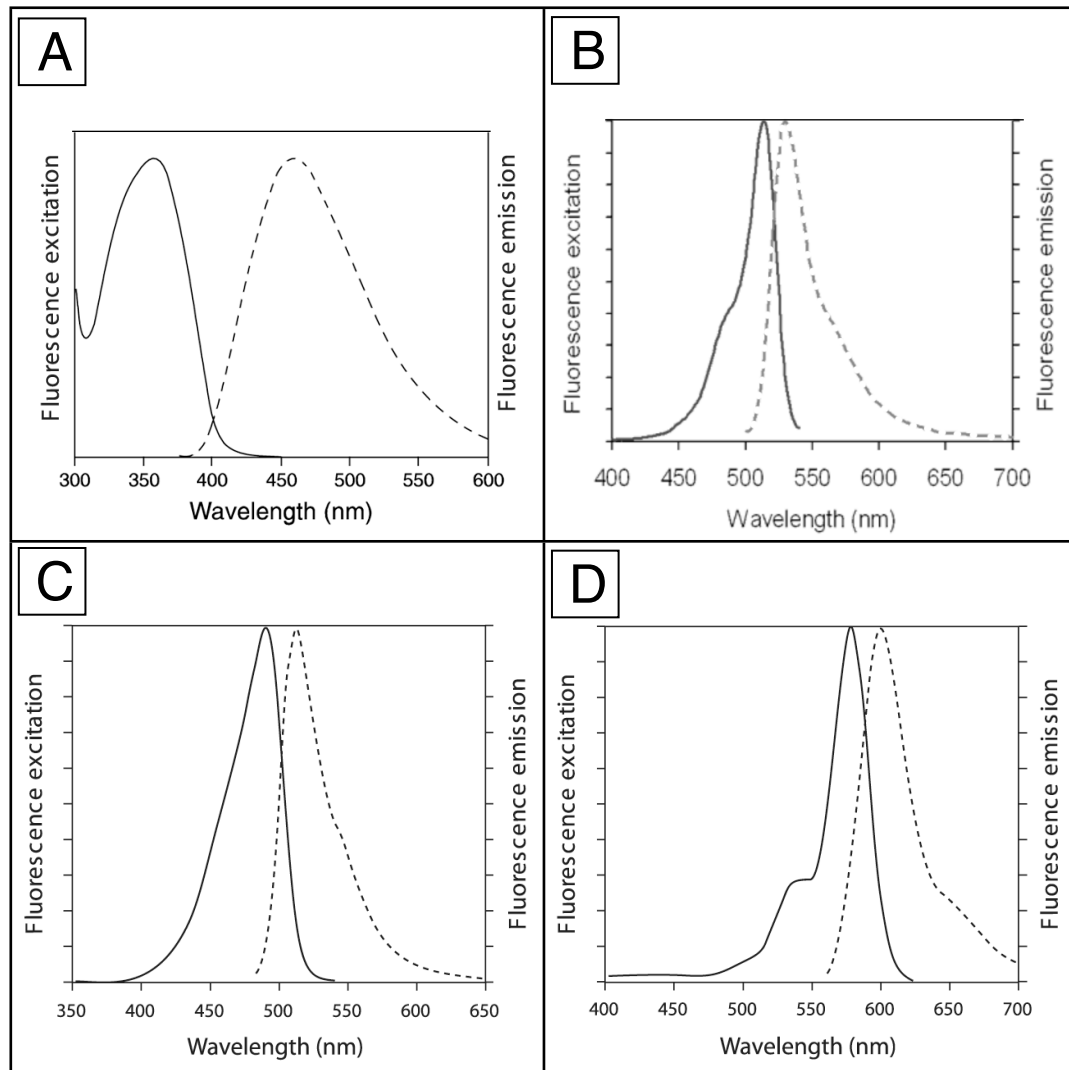 A
Fluorescence excitation
Fluorescence emission
300 350 400 450 500 550 600
Wavelength (nm)
B
Fluorescence excitation
Fluorescence emission
400 450 500 550 600 650 700
Wavelength (nm)
C
Fluorescence excitation
Fluorescence emission
350 400 450 500 550 600 650
Wavelength (nm)
D
Fluorescence excitation
Fluorescence emission
400 450 500 550 600 650 700
Wavelength (nm)